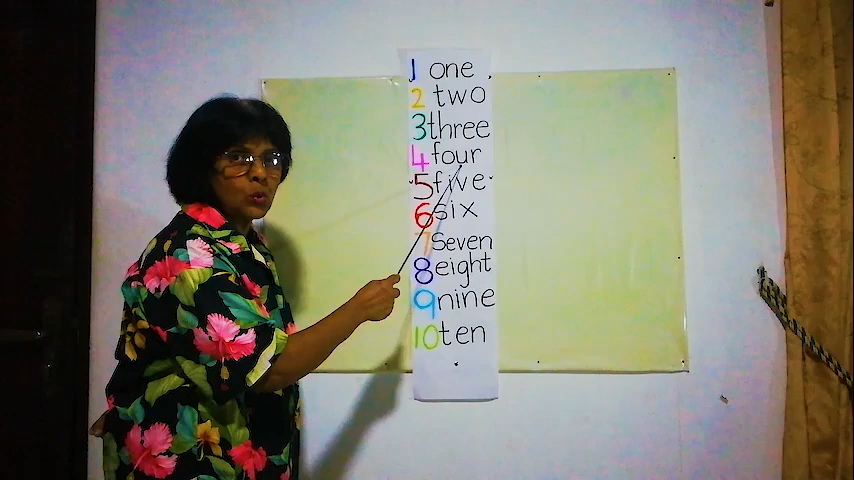 1 one
2 two
3 three
4 four
5 five
6 six
7 seven
8 eight
9 nine
10 ten